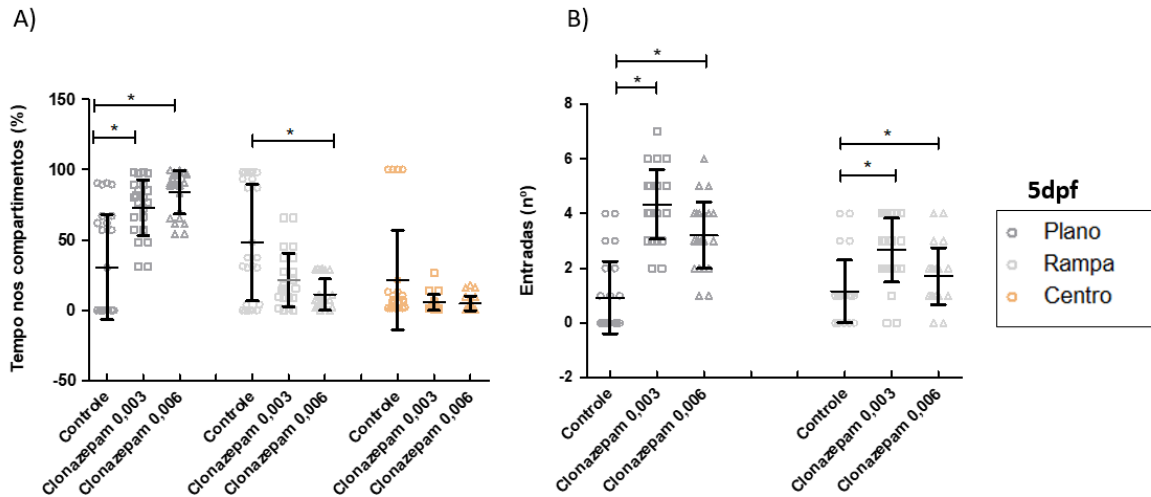 A)
Tempo nos compartimentos (%)
150
100
50
0
-50
*
*
*
Controle
Clonazepam 0,003
Clonazepam 0,006
Controle
Clonazepam 0,003
Clonazepam 0,006
Controle
Clonazepam 0,003
Clonazepam 0,006
B)
Entradas (nº)
8
6
4
2
0
-2
*
*
*
*
Controle
Clonazepam 0,003
Clonazepam 0,006
Controle
Clonazepam 0,003
Clonazepam 0,006
5dpf
Plano
Rampa
Centro